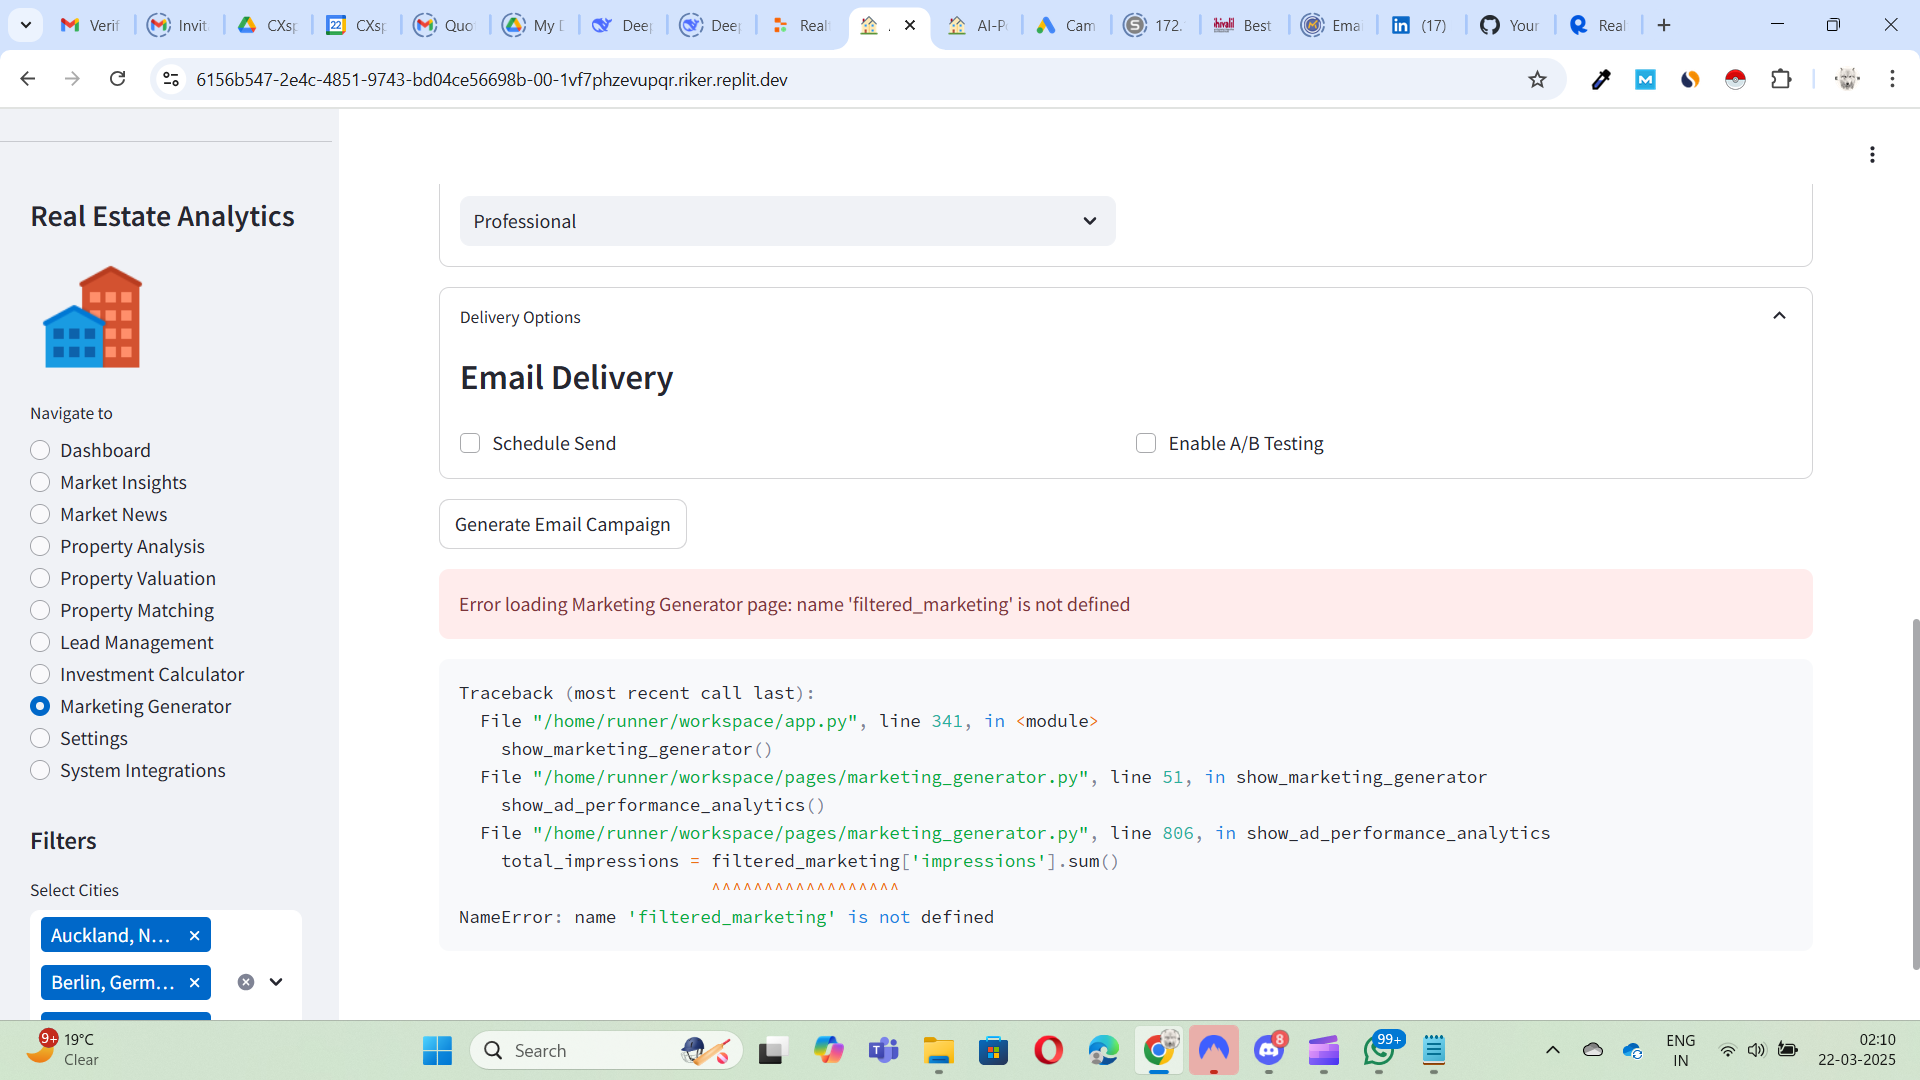 Verif
Invit
CXsp
22
CXsp
Quo
My D
Deep
Deep
Realt
.
AI-P
Cam
172.
Best
Emai
(17)
Your
Real
6156b547-2e4c-4851-9743-bd04ce56698b-00-1vf7phzevupqr.riker.replit.dev
Real Estate Analytics
Navigate to
Dashboard
Market Insights
Market News
Property Analysis
Property Valuation
Property Matching
Lead Management
Investment Calculator
Marketing Generator
Settings
System Integrations
Filters
Select Cities
Auckland, N...
Berlin, Germ...
Professional
Delivery Options
Email Delivery
Schedule Send
Enable A/B Testing
Generate Email Campaign
Error loading Marketing Generator page: name 'filtered_marketing' is not defined
Traceback (most recent call last):
File "/home/runner/workspace/app.py", line 341, in <module>
show_marketing_generator()
File "/home/runner/workspace/pages/marketing_generator.py", line 51, in show_marketing_generator
show_ad_performance_analytics()
File "/home/runner/workspace/pages/marketing_generator.py", line 806, in show_ad_performance_analytics
total_impressions = filtered_marketing['impressions'].sum()
^^^^^^^^^^^^^^^^^^
NameError: name 'filtered_marketing' is not defined
9+
19°C
Clear
Search
8
99+
ENG
IN
02:10
22-03-2025